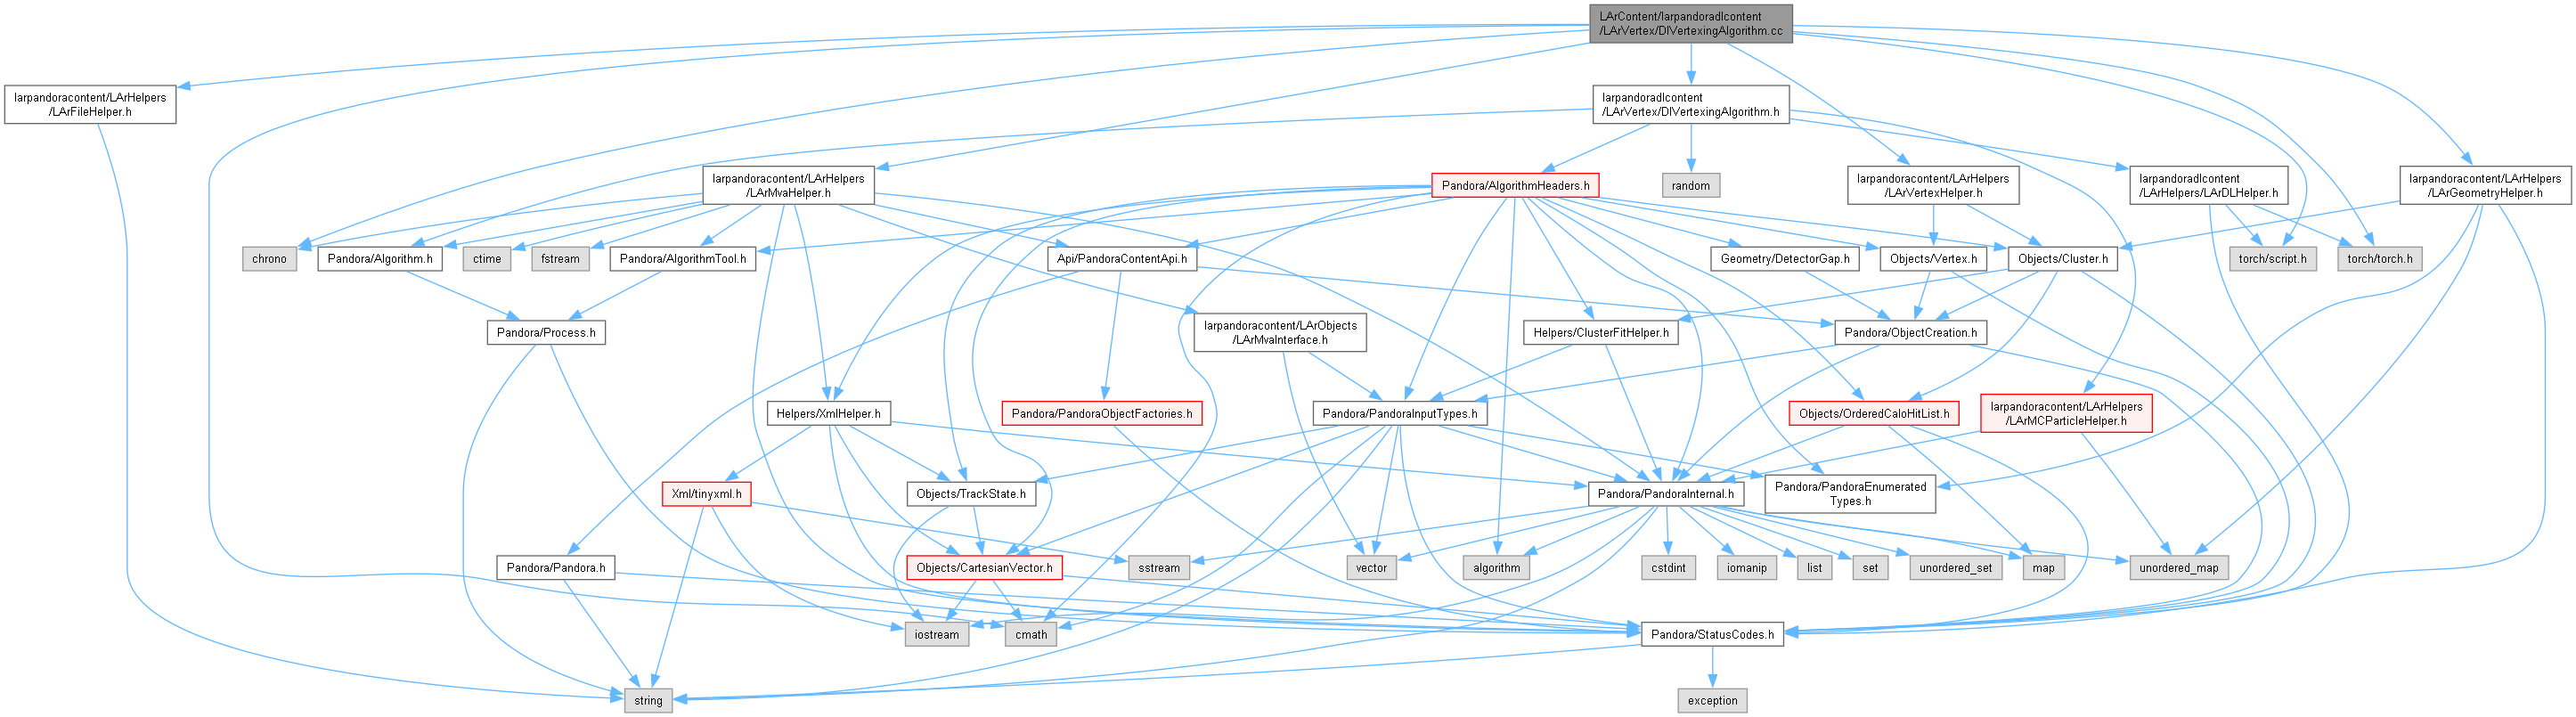 LArContent/larpandoradlcontent
/LArVertex/DlVertexingAlgorithm.cc
larpandoracontent/LArHelpers
/LArFileHelper.h
larpandoradlcontent
/LArVertex/DlVertexingAlgorithm.h
larpandoracontent/LArHelpers
/LArMvaHelper.h
Pandora/AlgorithmHeaders.h
random
larpandoracontent/LArHelpers
/LArVertexHelper.h
larpandoradlcontent
/LArHelpers/LArDLHelper.h
larpandoracontent/LArHelpers
/LArGeometryHelper.h
chrono
Pandora/Algorithm.h
ctime
fstream
Pandora/AlgorithmTool.h
Api/PandoraContentApi.h
Geometry/DetectorGap.h
Objects/Vertex.h
Objects/Cluster.h
torch/script.h
torch/torch.h
Pandora/Process.h
larpandoracontent/LArObjects
/LArMvaInterface.h
Helpers/ClusterFitHelper.h
Pandora/ObjectCreation.h
Helpers/XmlHelper.h
Pandora/PandoraObjectFactories.h
Pandora/PandoraInputTypes.h
Objects/OrderedCaloHitList.h
larpandoracontent/LArHelpers
/LArMCParticleHelper.h
Xml/tinyxml.h
Objects/TrackState.h
Pandora/PandoraInternal.h
Pandora/PandoraEnumerated
Types.h
Pandora/Pandora.h
Objects/CartesianVector.h
sstream
vector
algorithm
cstdint
iomanip
list
set
unordered_set
map
unordered_map
iostream
cmath
Pandora/StatusCodes.h
string
exception